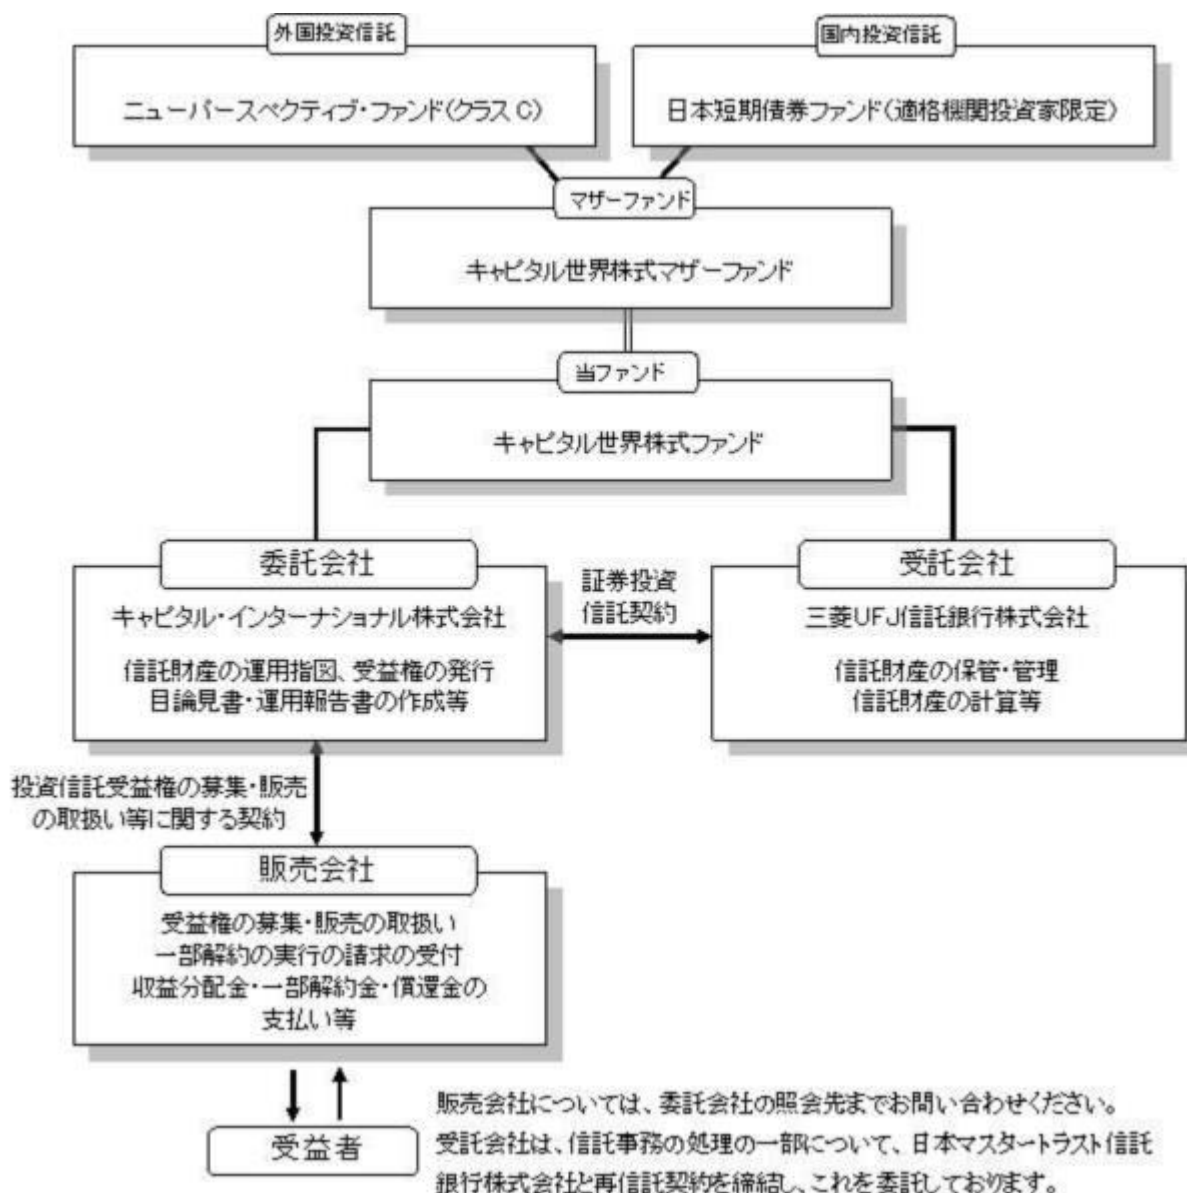 外国投資信託
国内投資信託
ニューパースペクティブ・ファンド(クラス C)
日本短期債券ファンド(適格機関投資家限定)
マザーファンド
キャピタル世界株式マザーファンド
当ファンド
キャピタル世界株式ファンド
委託会社
キャピタル・インターナショナル株式会社
信託財産の運用指図、受益権の発行
目論見書・運用報告書の作成等
証券投資
信託契約
受託会社
三菱UFJ信託銀行株式会社
信託財産の保管・管理
信託財産の計算等
投資信託受益権の募集・販売
の取扱い等に関する契約
販売会社
受益権の募集・販売の取扱い
一部解約の実行の請求の受付
収益分配金・一部解約金・償還金の
支払い等
受益者
販売会社については、委託会社の照会先までお問い合わせください。
受託会社は、信託事務の処理の一部について、日本マスタートラスト信託
銀行株式会社と再信託契約を締結し、これを委託しております。